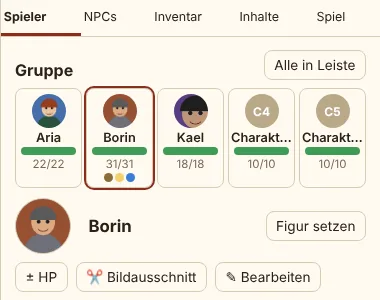 Spieler NPCs Inventar Inhalte Spiel
Gruppe Alle in Leiste
C4 C5
Aria Borin Kael Charakt... Charakt...
22/22 31/31 18/18 10/10 10/10
Borin Figur setzen
± HP ✂️ Bildausschnitt ✎ Bearbeiten